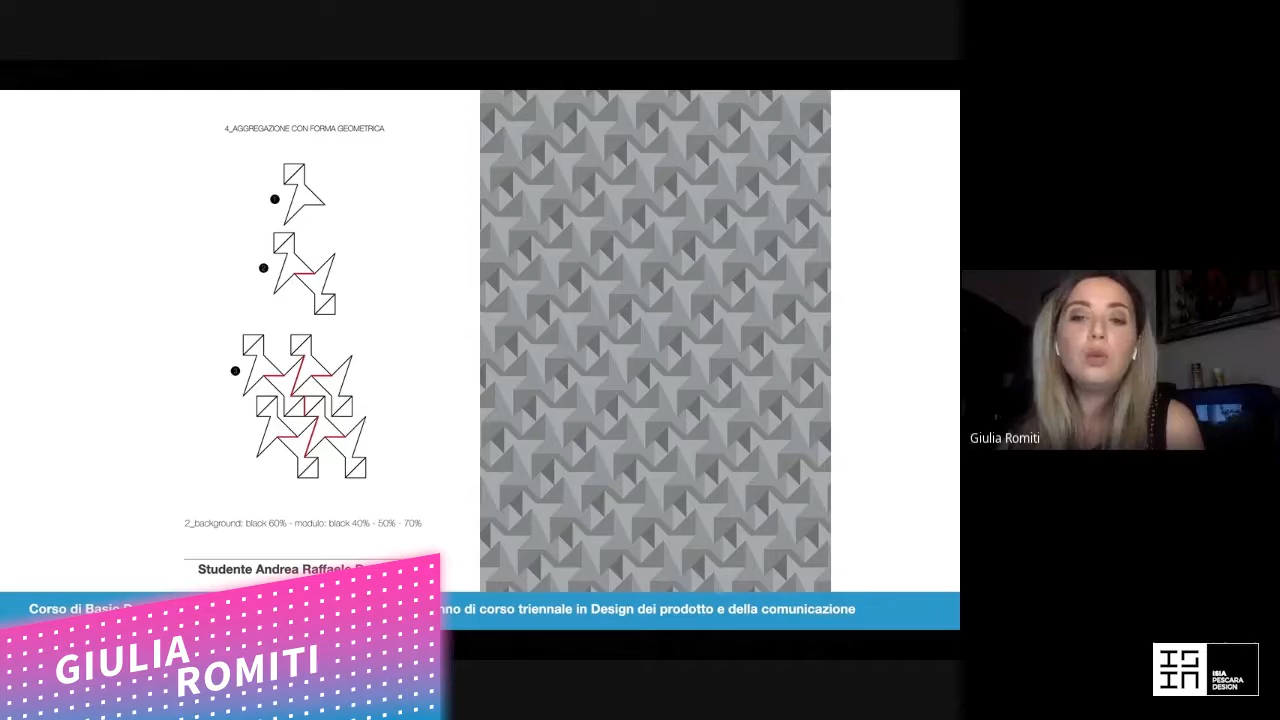 4_AGGREGAZIONE CON FORMA GEOMETRICA
1
2
3
2_background: black 60% - modulo: black 40% - 50% - 70%
Studente Andrea Raffaele
Corso di Basic
nno di corso triennale in Design dei prodotto e della comunicazione
GIULIA
ROMITI
Giulia Romiti
ISIA
PESCARA
DESIGN